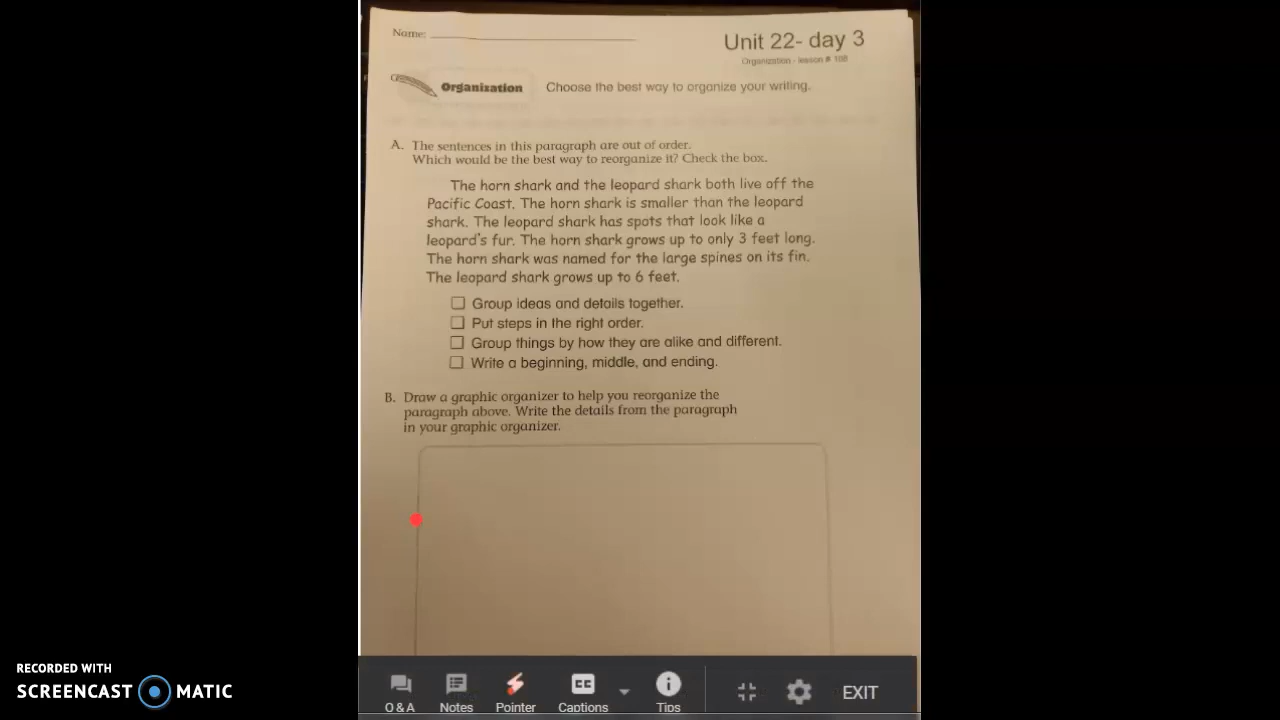 Name:
Unit 22- day 3
Organization - lesson # 108
Organization
Choose the best way to organize your writing.
A. The sentences in this paragraph are out of order.
Which would be the best way to reorganize it? Check the box.
The horn shark and the leopard shark both live off the
Pacific Coast. The horn shark is smaller than the leopard
shark. The leopard shark has spots that look like a
leopard's fur. The horn shark grows up to only 3 feet long.
The horn shark was named for the large spines on its fin.
The leopard shark grows up to 6 feet.
Group ideas and details together.
Put steps in the right order.
Group things by how they are alike and different.
Write a beginning, middle, and ending.
B. Draw a graphic organizer to help you reorganize the
paragraph above. Write the details from the paragraph
in your graphic organizer.
RECORDED WITH
SCREENCAST MATIC
CC
Q & A Notes Pointer Captions Tips EXIT